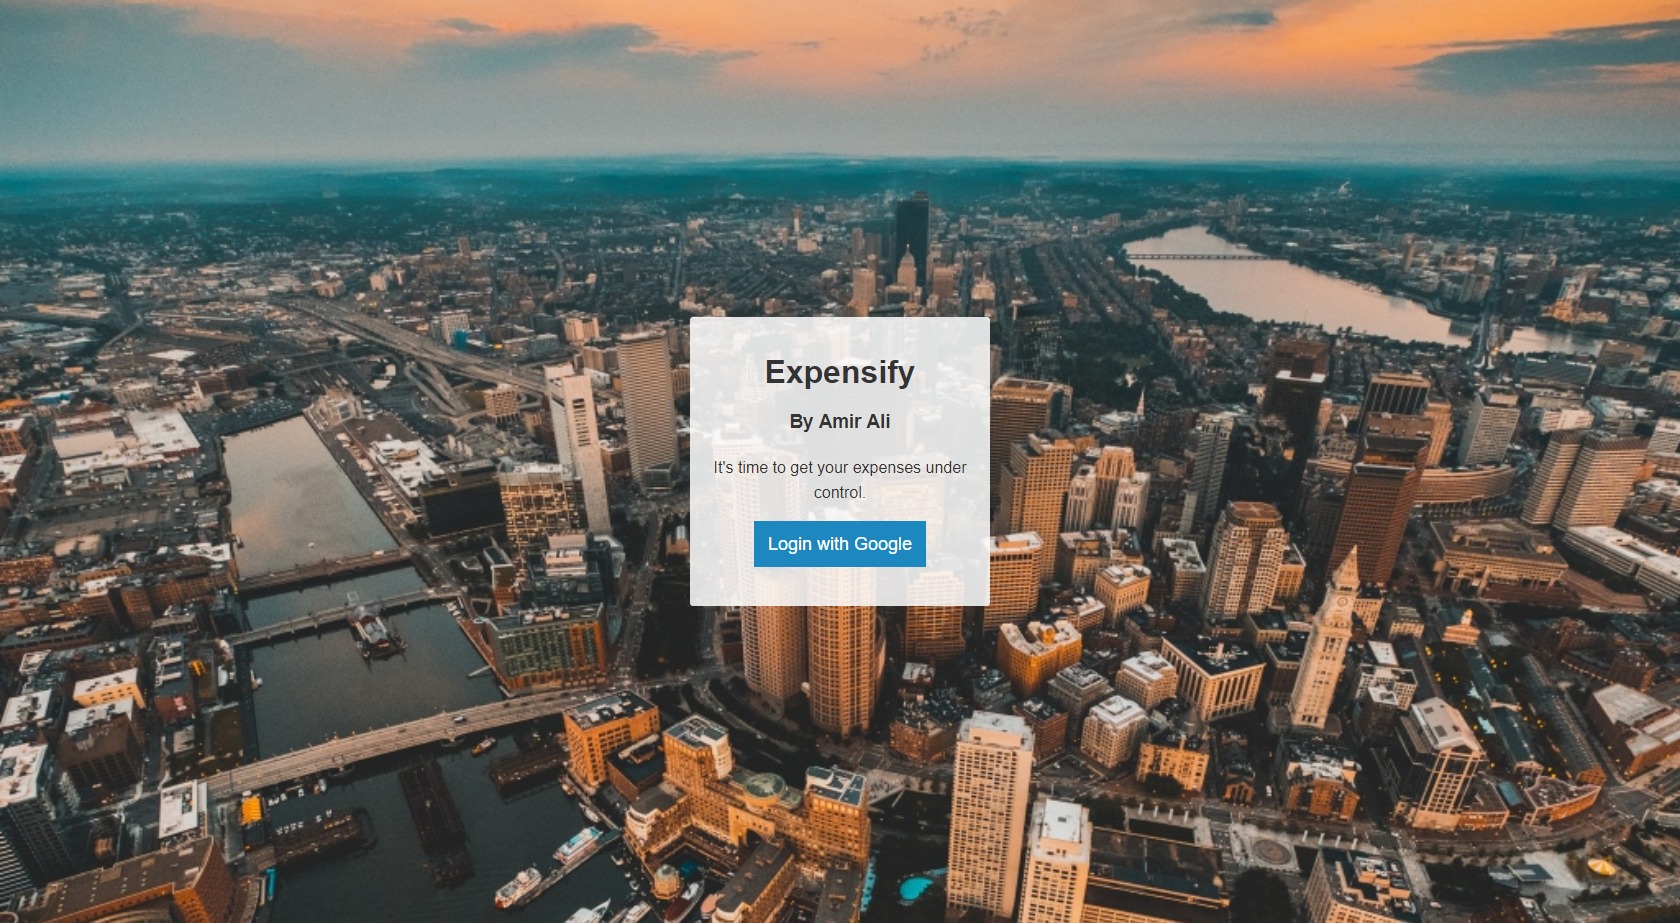 Expensify
By Amir Ali
It's time to get your expenses under
control.
Login with Google